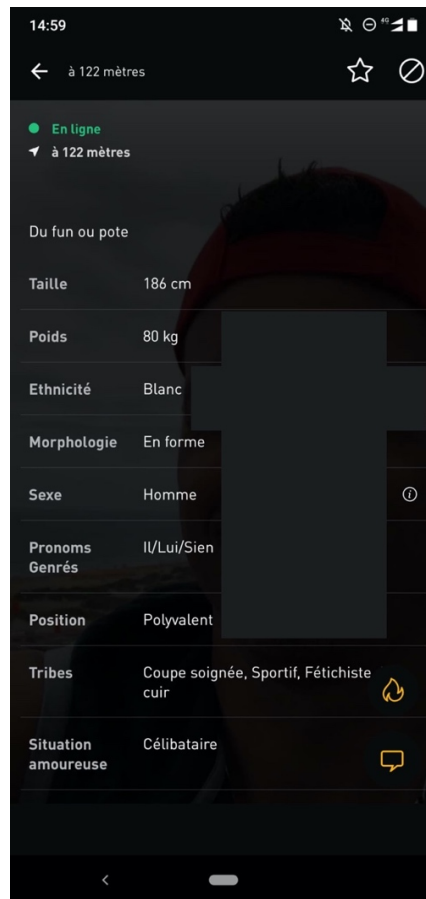 14:59
à 122 mètres
En ligne
à 122 mètres
Du fun ou pote
Taille 186 cm
Poids 80 kg
Ethnicité Blanc
Morphologie En forme
Sexe Homme
Pronoms Il/Lui/Sien
Genrés
Position Polyvalent
Tribes Coupe soignée, Sportif, Fétichiste
cuir
Situation Célibataire
amoureuse